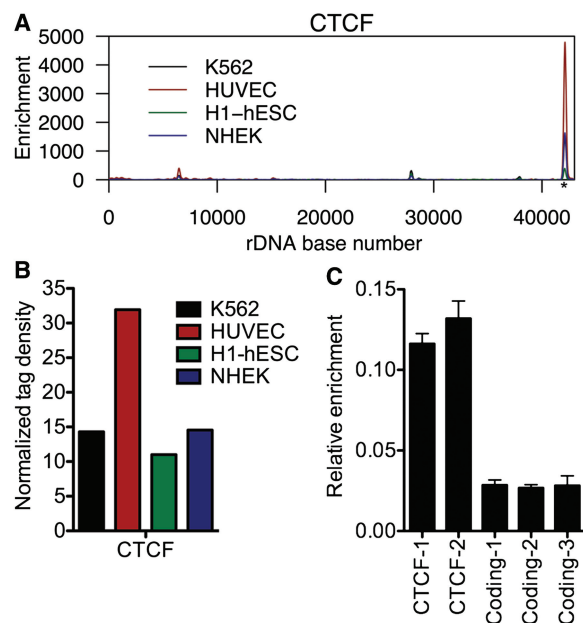 A
CTCF
Enrichment
5000
4000
3000
2000
1000
0
K562
HUVEC
H1-hESC
NHEK
*
0 10000 20000 30000 40000
rDNA base number
B
Normalized tag density
35
30
25
20
15
10
5
0
K562
HUVEC
H1-hESC
NHEK
CTCF
C
Relative enrichment
0.15
0.10
0.05
0.00
CTCF-1
CTCF-2
Coding-1
Coding-2
Coding-3